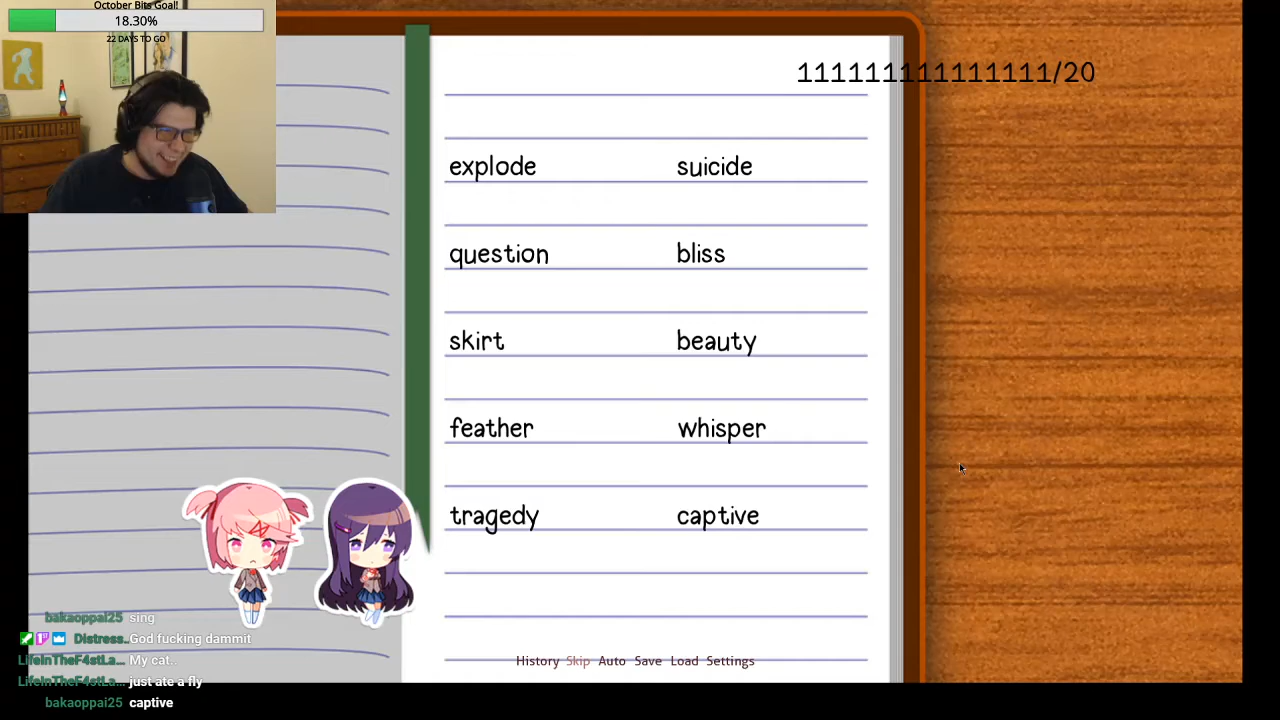 October Bits Goal!
18.30%
22 DAYS TO GO
111111111111111/20
explode suicide
question bliss
skirt beauty
feather whisper
tragedy captive
History Skip Auto Save Load Settings
bakaoppai25 sing
Distress.. God fucking dammit
LifeInTheF4stLa... My cat..
LifeInTheF4stLa... just ate a fly
bakaoppai25 captive